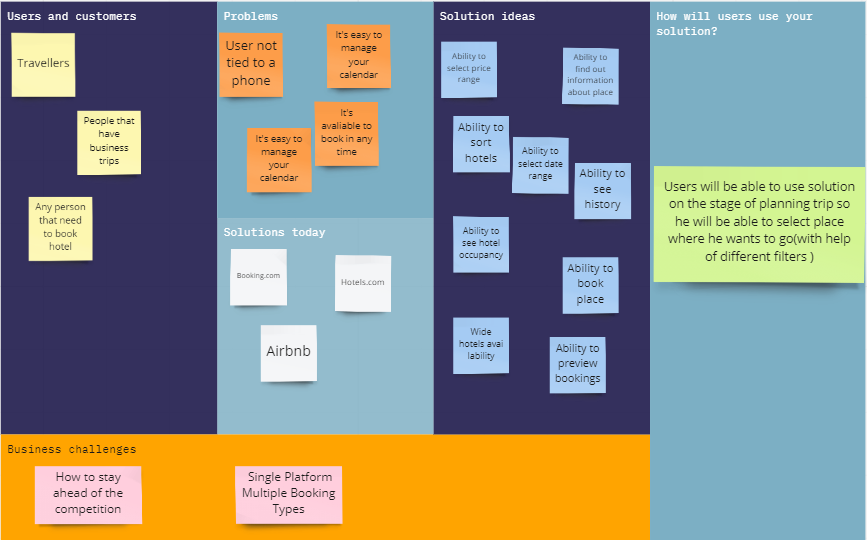 Users and customers
Travellers
People that
have
business
trips
Any person
that need
to book
hotel
Problems
User not
tied to a
phone
It's easy to
manage
your
calendar
It's
avaliable to
book in any
time
It's easy to
manage
your
calendar
Solutions today
Booking.com
Hotels.com
Airbnb
Solution ideas
Ability to
select price
range
Ability to
find out
information
about place
Ability to
sort
hotels
Ability to
select date
range
Ability to
see
history
Ability to
see hotel
occupancy
Ability to
book
place
Wide
hotels avai
lability
Ability to
preview
bookings
How will users use your
solution?
Users will be able to use solution
on the stage of planning trip so
he will be able to select place
where he wants to go(with help
of different filters )
Business challenges
How to stay
ahead of the
competition
Single Platform
Multiple Booking
Types